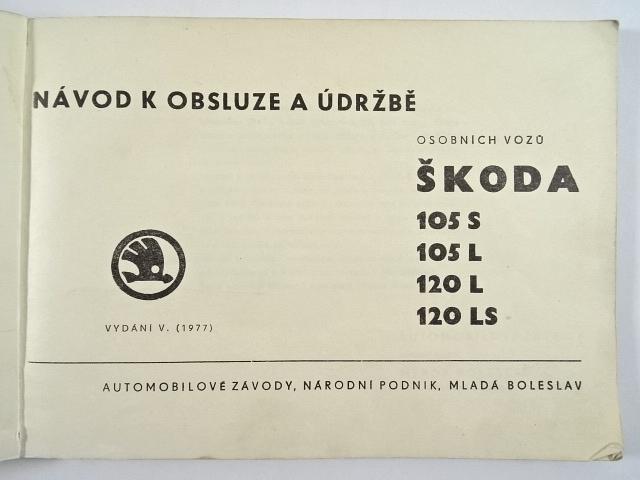 NÁVOD K OBSLUZE A ÚDRŽBĚ
OSOBNÍCH VOZŮ
ŠKODA
105 S
105 L
120 L
120 LS
VYDÁNÍ V. (1977)
AUTOMOBILOVÉ ZÁVODY, NÁRODNÍ PODNIK, MLADÁ BOLESLAV